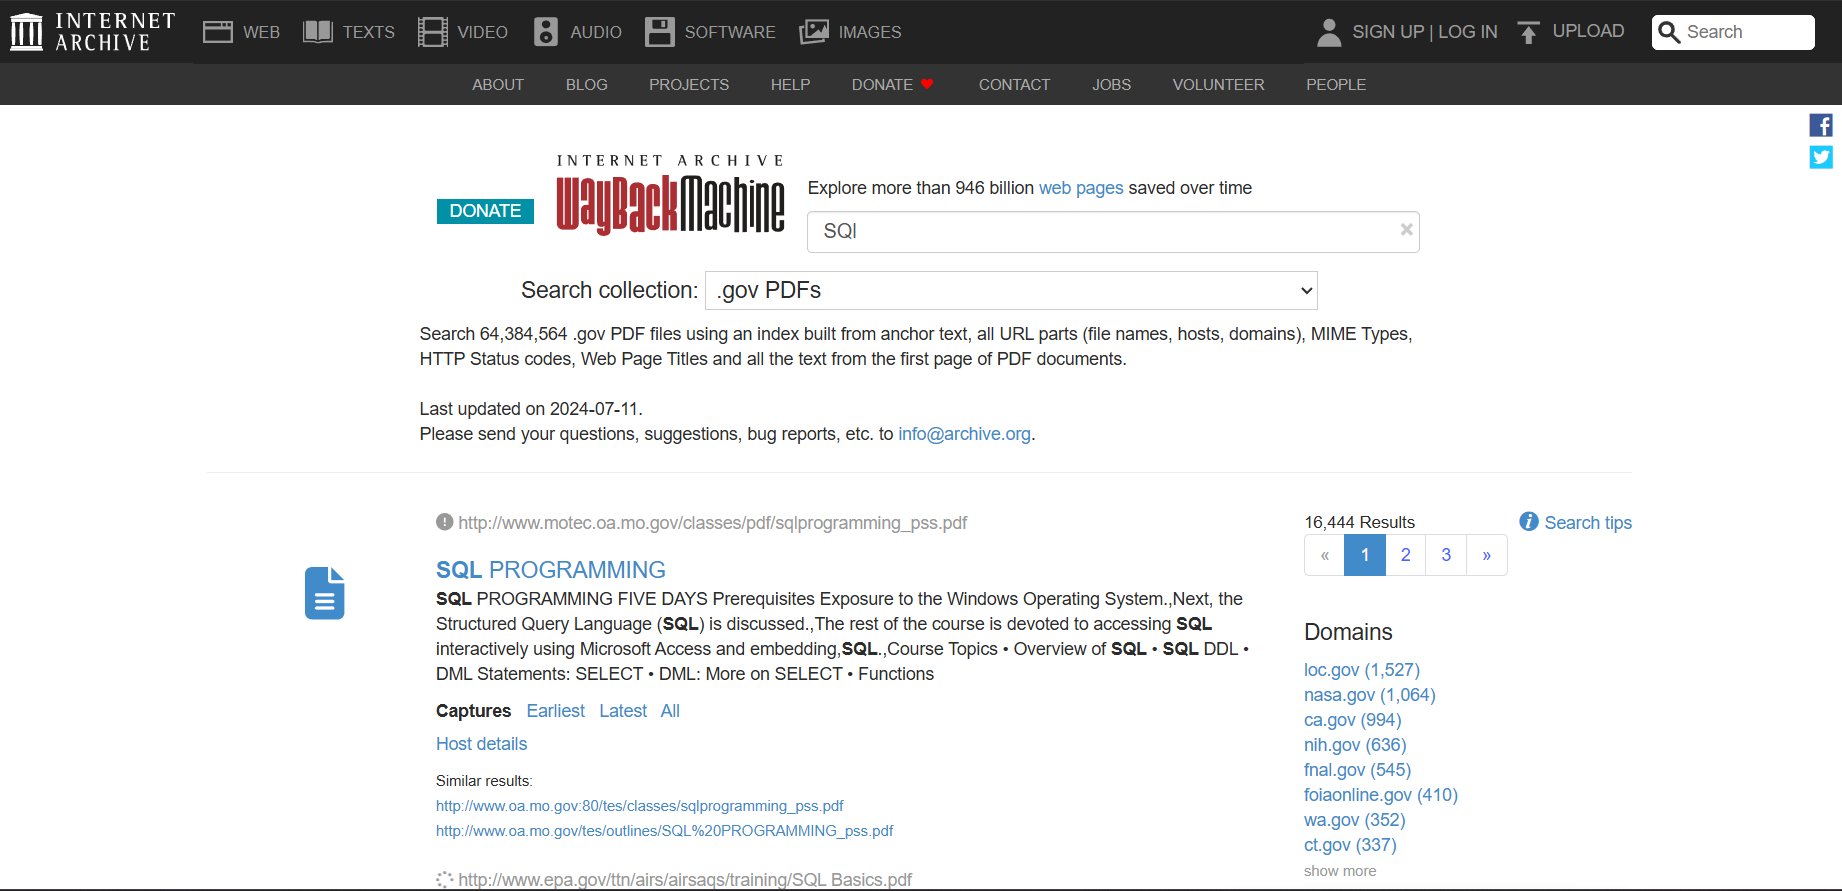 INTERNET
ARCHIVE
WEB TEXTS VIDEO AUDIO SOFTWARE IMAGES SIGN UP | LOG IN UPLOAD Search
ABOUT BLOG PROJECTS HELP DONATE CONTACT JOBS VOLUNTEER PEOPLE
INTERNET ARCHIVE
WayBackMachine
DONATE
Explore more than 946 billion web pages saved over time
SQl
Search collection: .gov PDFs
Search 64,384,564 .gov PDF files using an index built from anchor text, all URL parts (file names, hosts, domains), MIME Types,
HTTP Status codes, Web Page Titles and all the text from the first page of PDF documents.
Last updated on 2024-07-11.
Please send your questions, suggestions, bug reports, etc. to info@archive.org.
http://www.motec.oa.mo.gov/classes/pdf/sqlprogramming_pss.pdf
SQL PROGRAMMING
SQL PROGRAMMING FIVE DAYS Prerequisites Exposure to the Windows Operating System.,Next, the
Structured Query Language (SQL) is discussed.,The rest of the course is devoted to accessing SQL
interactively using Microsoft Access and embedding,SQL.,Course Topics • Overview of SQL • SQL DDL •
DML Statements: SELECT • DML: More on SELECT • Functions
Captures Earliest Latest All
Host details
Similar results:
http://www.oa.mo.gov:80/tes/classes/sqlprogramming_pss.pdf
http://www.oa.mo.gov/tes/outlines/SQL%20PROGRAMMING_pss.pdf
http://www.epa.gov/ttn/airs/airsaqs/training/SQL Basics.pdf
16,444 Results
« 1 2 3 »
Search tips
Domains
loc.gov (1,527)
nasa.gov (1,064)
ca.gov (994)
nih.gov (636)
fnal.gov (545)
foiaonline.gov (410)
wa.gov (352)
ct.gov (337)
show more